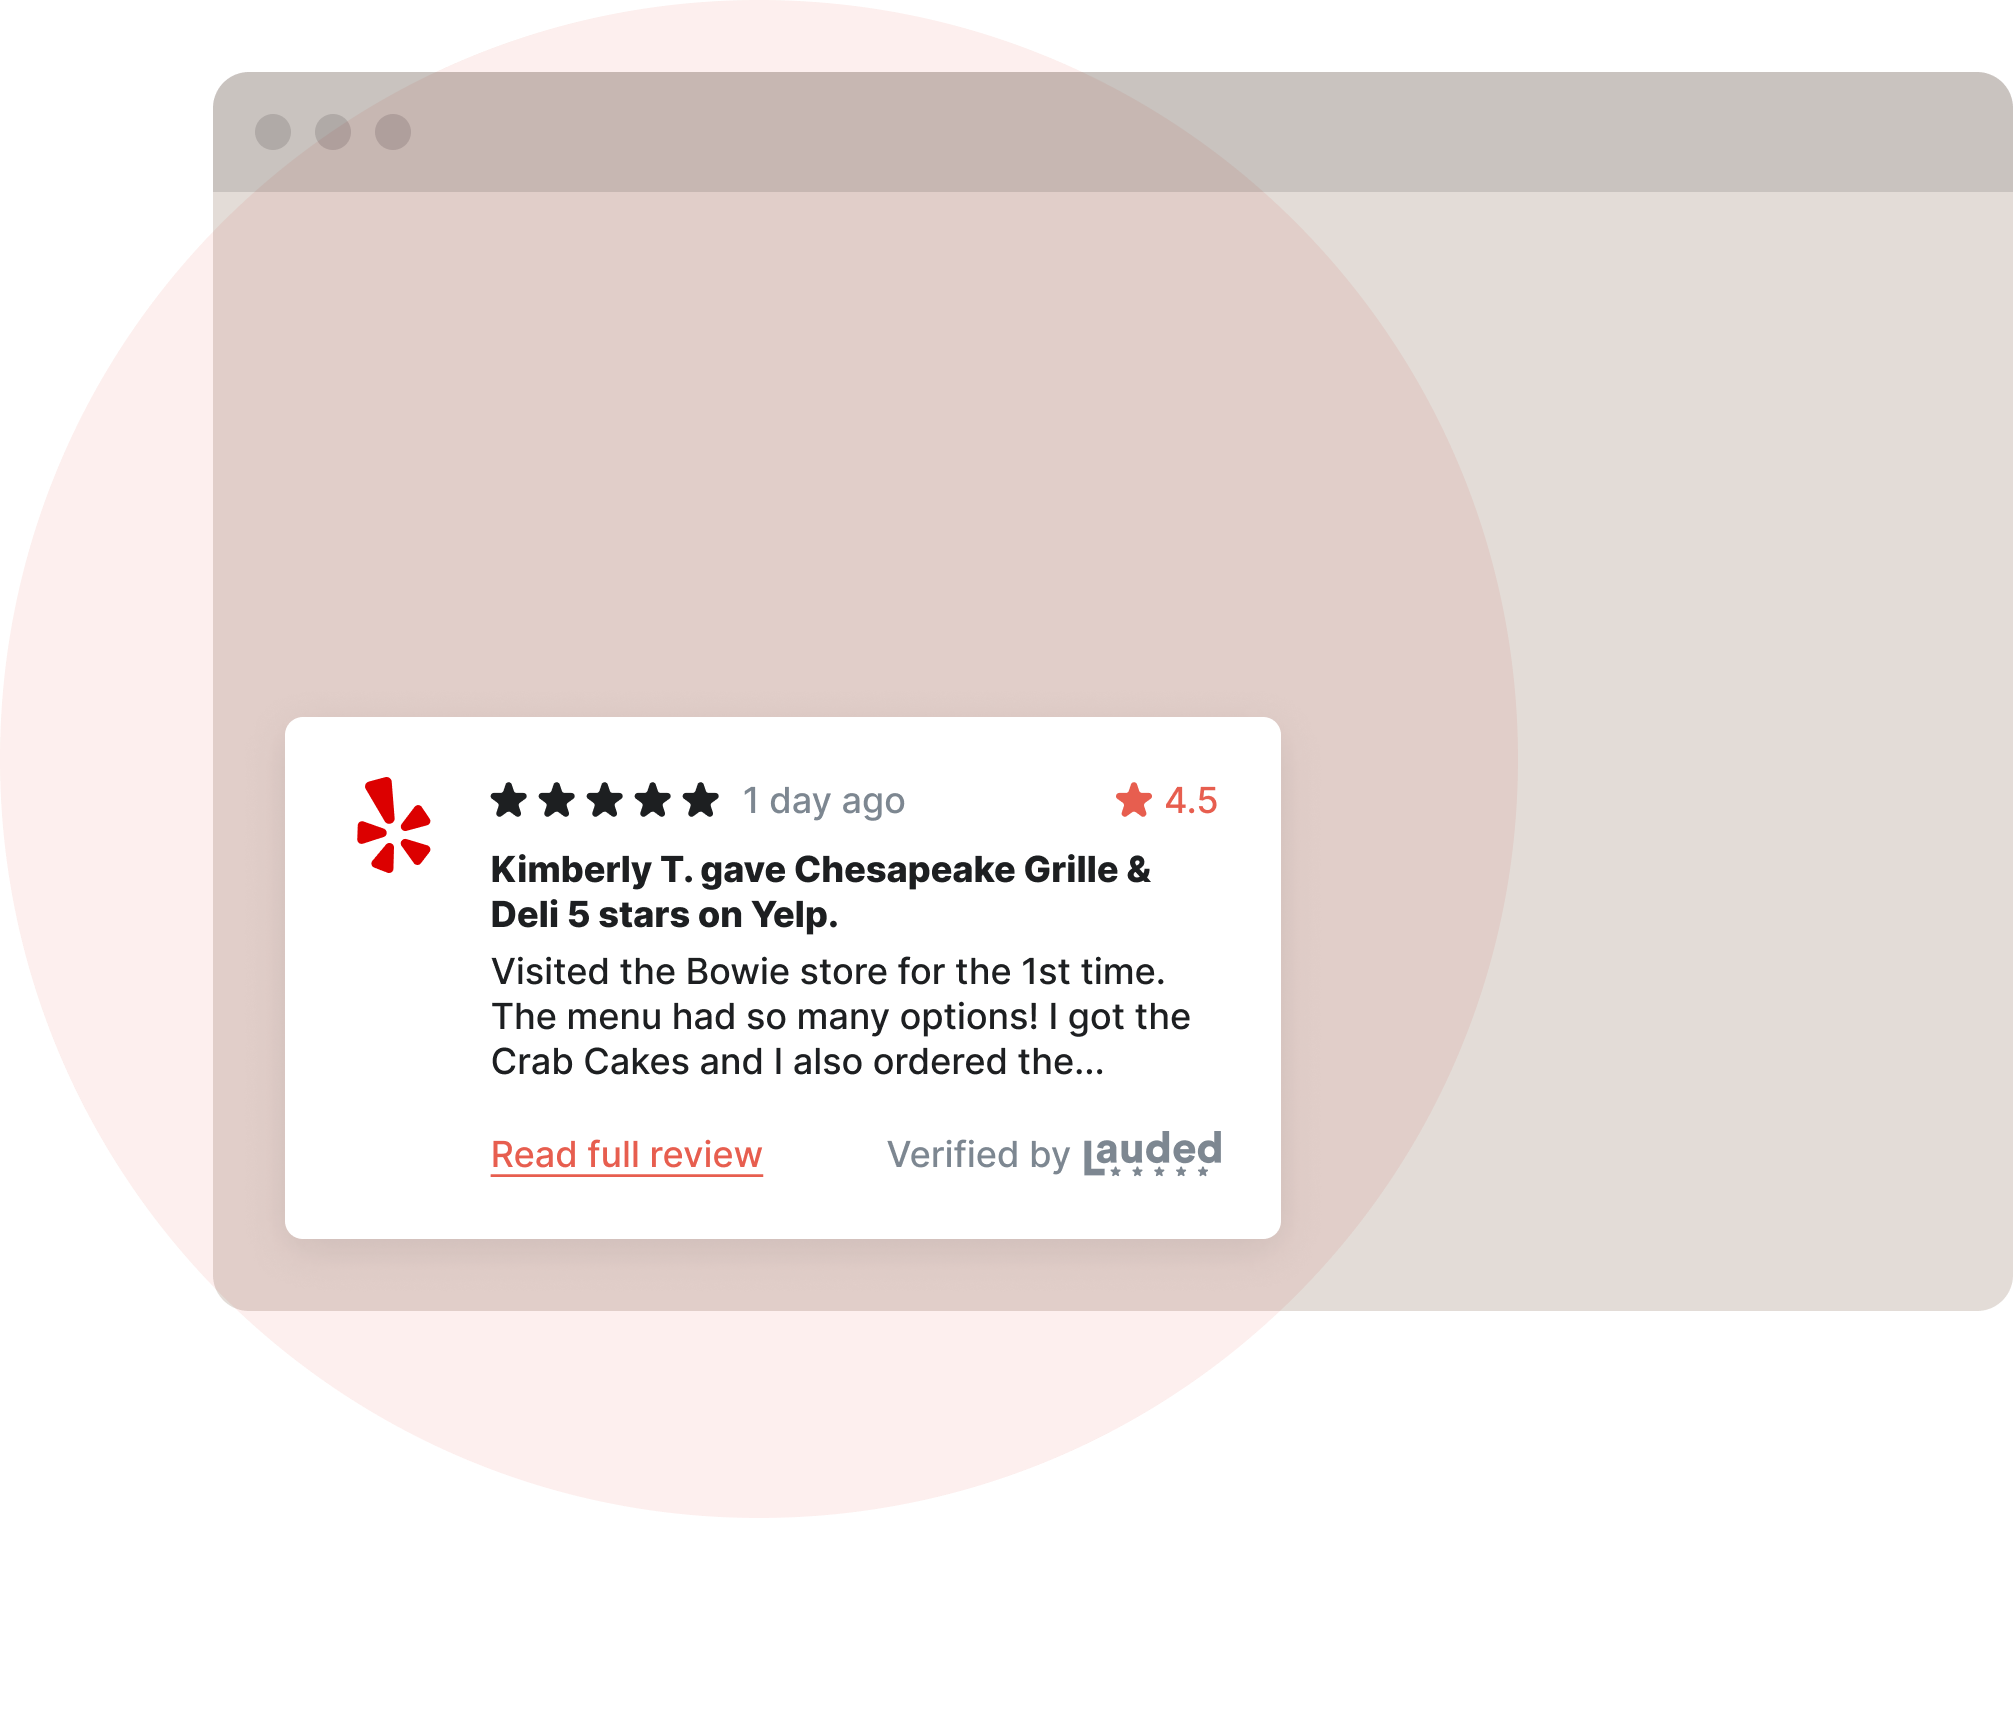 1 day ago
4.5
Kimberly T. gave Chesapeake Grille &
Deli 5 stars on Yelp.
Visited the Bowie store for the 1st time.
The menu had so many options! I got the
Crab Cakes and I also ordered the...
Read full review
Verified by Lauded